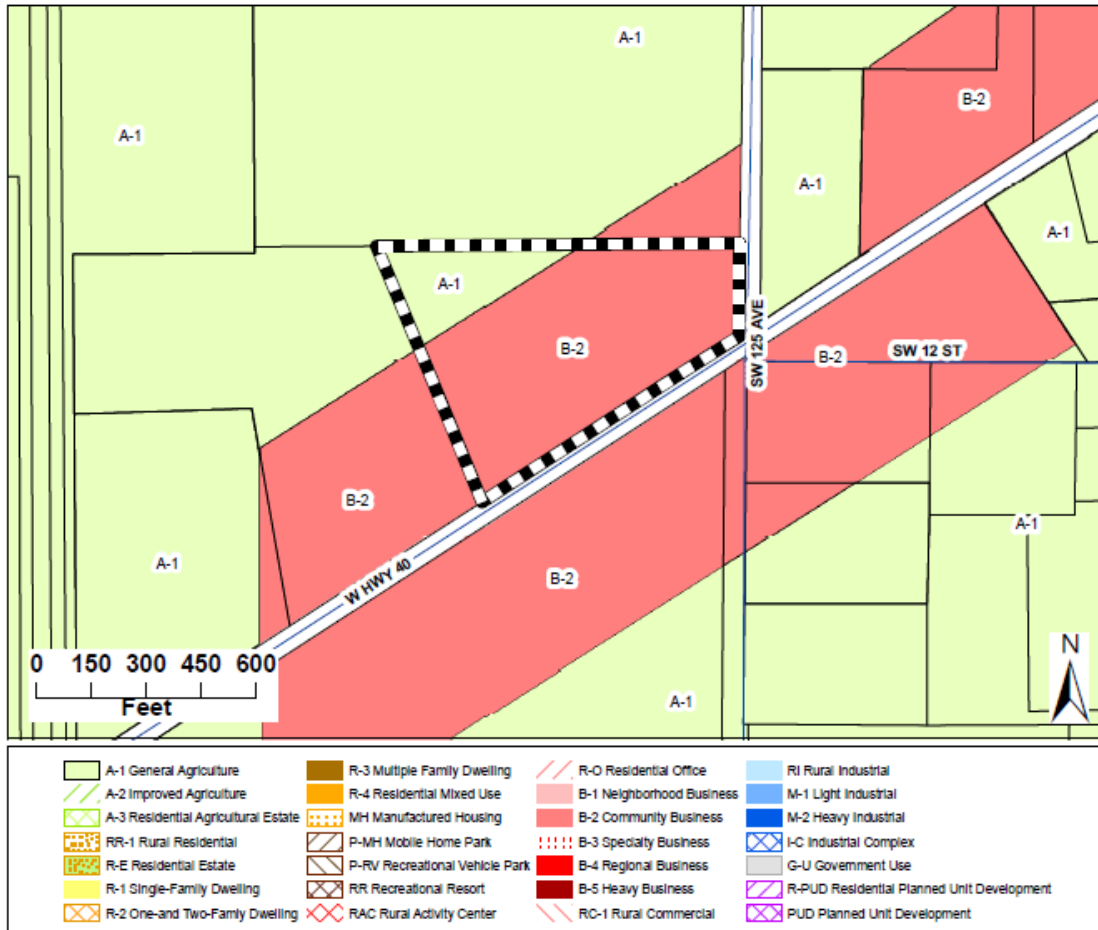 A-1
B-2
A-1
A-1
A-1
A-1
SW 125 AVE
B-2
B-2
SW 12 ST
B-2
A-1
A-1
W HWY 40
B-2
A-1
0 150 300 450 600
Feet
N
A-1 General Agriculture
A-2 Improved Agriculture
A-3 Residential Agricultural Estate
RR-1 Rural Residential
R-E Residential Estate
R-1 Single-Family Dwelling
R-2 One-and Two-Family Dwelling
R-3 Multiple Family Dwelling
R-4 Residential Mixed Use
MH Manufactured Housing
P-MH Mobile Home Park
P-RV Recreational Vehicle Park
RR Recreational Resort
RAC Rural Activity Center
R-O Residential Office
B-1 Neighborhood Business
B-2 Community Business
B-3 Specialty Business
B-4 Regional Business
B-5 Heavy Business
RC-1 Rural Commercial
RI Rural Industrial
M-1 Light Industrial
M-2 Heavy Industrial
I-C Industrial Complex
G-U Government Use
R-PUD Residential Planned Unit Development
PUD Planned Unit Development